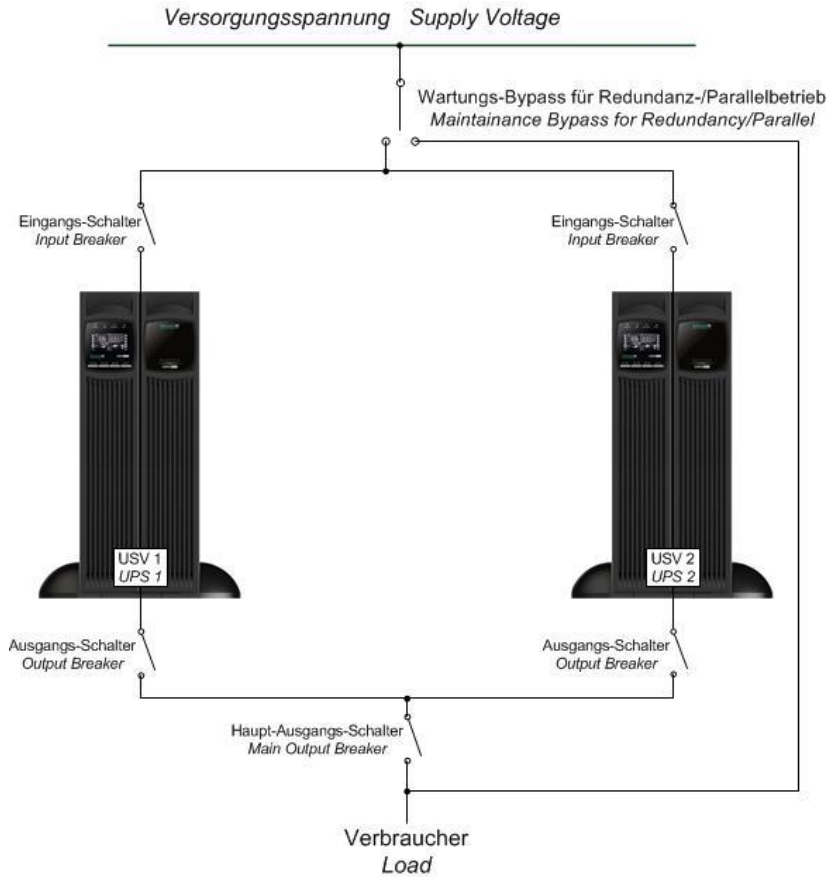 Versorgungsspannung Supply Voltage
Wartungs-Bypass für Redundanz-/Parallelbetrieb
Maintainance Bypass for Redundancy/Parallel
Eingangs-Schalter
Input Breaker
Eingangs-Schalter
Input Breaker
USV 1
UPS 1
USV 2
UPS 2
Ausgangs-Schalter
Output Breaker
Ausgangs-Schalter
Output Breaker
Haupt-Ausgangs-Schalter
Main Output Breaker
Verbraucher
Load